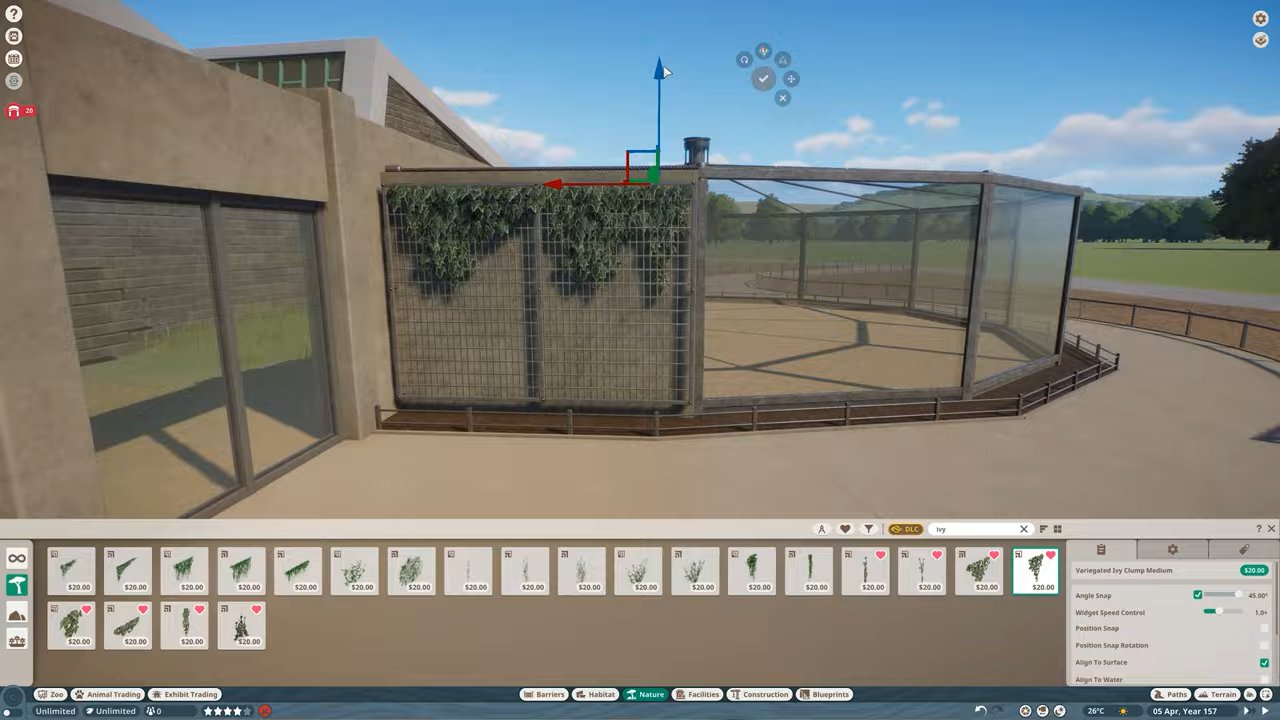 ?
20
DLC
ivy
?
$20.00 $20.00 $20.00 $20.00 $20.00 $20.00 $20.00 $20.00 $20.00 $20.00 $20.00 $20.00 $20.00 $20.00 $20.00 $20.00 $20.00 $20.00
$20.00 $20.00 $20.00 $20.00
Variegated Ivy Clump Medium $20.00
Angle Snap 45.00°
Widget Speed Control 1.0×
Position Snap
Position Snap Rotation
Align To Surface
Align To Water
Zoo Animal Trading Exhibit Trading Barriers Habitat Nature Facilities Construction Blueprints Paths Terrain
Unlimited Unlimited 0 26°C 05 Apr, Year 157